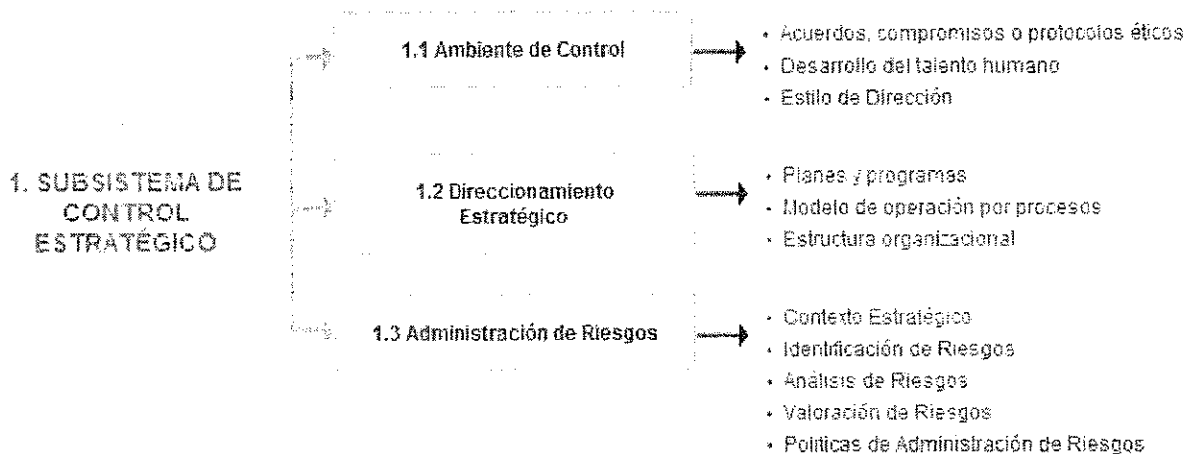 1. SUBSISTEMA DE
CONTROL
ESTRATÉGICO
1.1 Ambiente de Control
• Acuerdos, compromisos o protocolos éticos
• Desarrollo del talento humano
• Estilo de Dirección
1.2 Direccionamiento
Estratégico
• Planes y programas
• Modelo de operación por procesos
• Estructura organizacional
1.3 Administración de Riesgos
• Contexto Estratégico
• Identificación de Riesgos
• Análisis de Riesgos
• Valoración de Riesgos
• Políticas de Administración de Riesgos